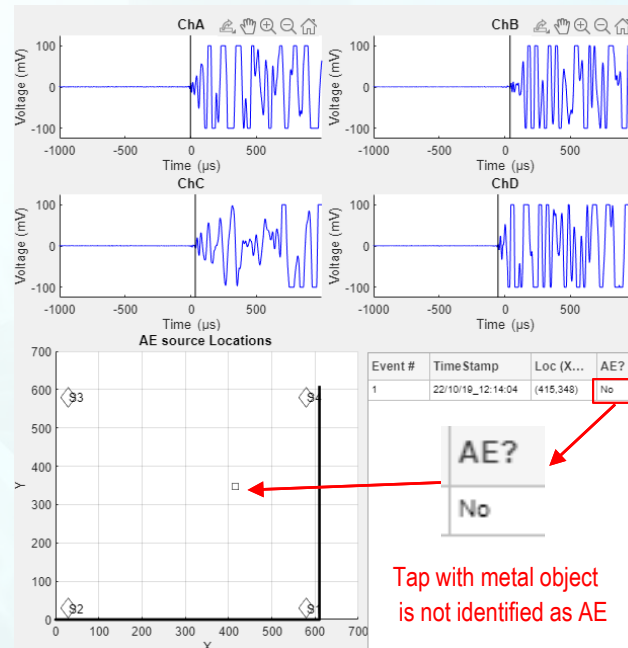 ChA
ChB
Voltage (mV)
100
0
-100
-1000
-500
0
500
Time (µs)
Voltage (mV)
100
0
-100
-1000
-500
0
500
Time (µs)
ChC
ChD
Voltage (mV)
100
0
-100
-1000
-500
0
500
Time (µs)
Voltage (mV)
100
0
-100
-1000
-500
0
500
Time (µs)
AE source Locations
700
600
500
400
300
200
100
0
Y
S3
S4
S2
S1
0
100
200
300
400
500
600
700
X
Event #
TimeStamp
Loc (X...
AE?
1
22/10/19_12:14:04
(415,348)
No
AE?
No
Tap with metal object
is not identified as AE